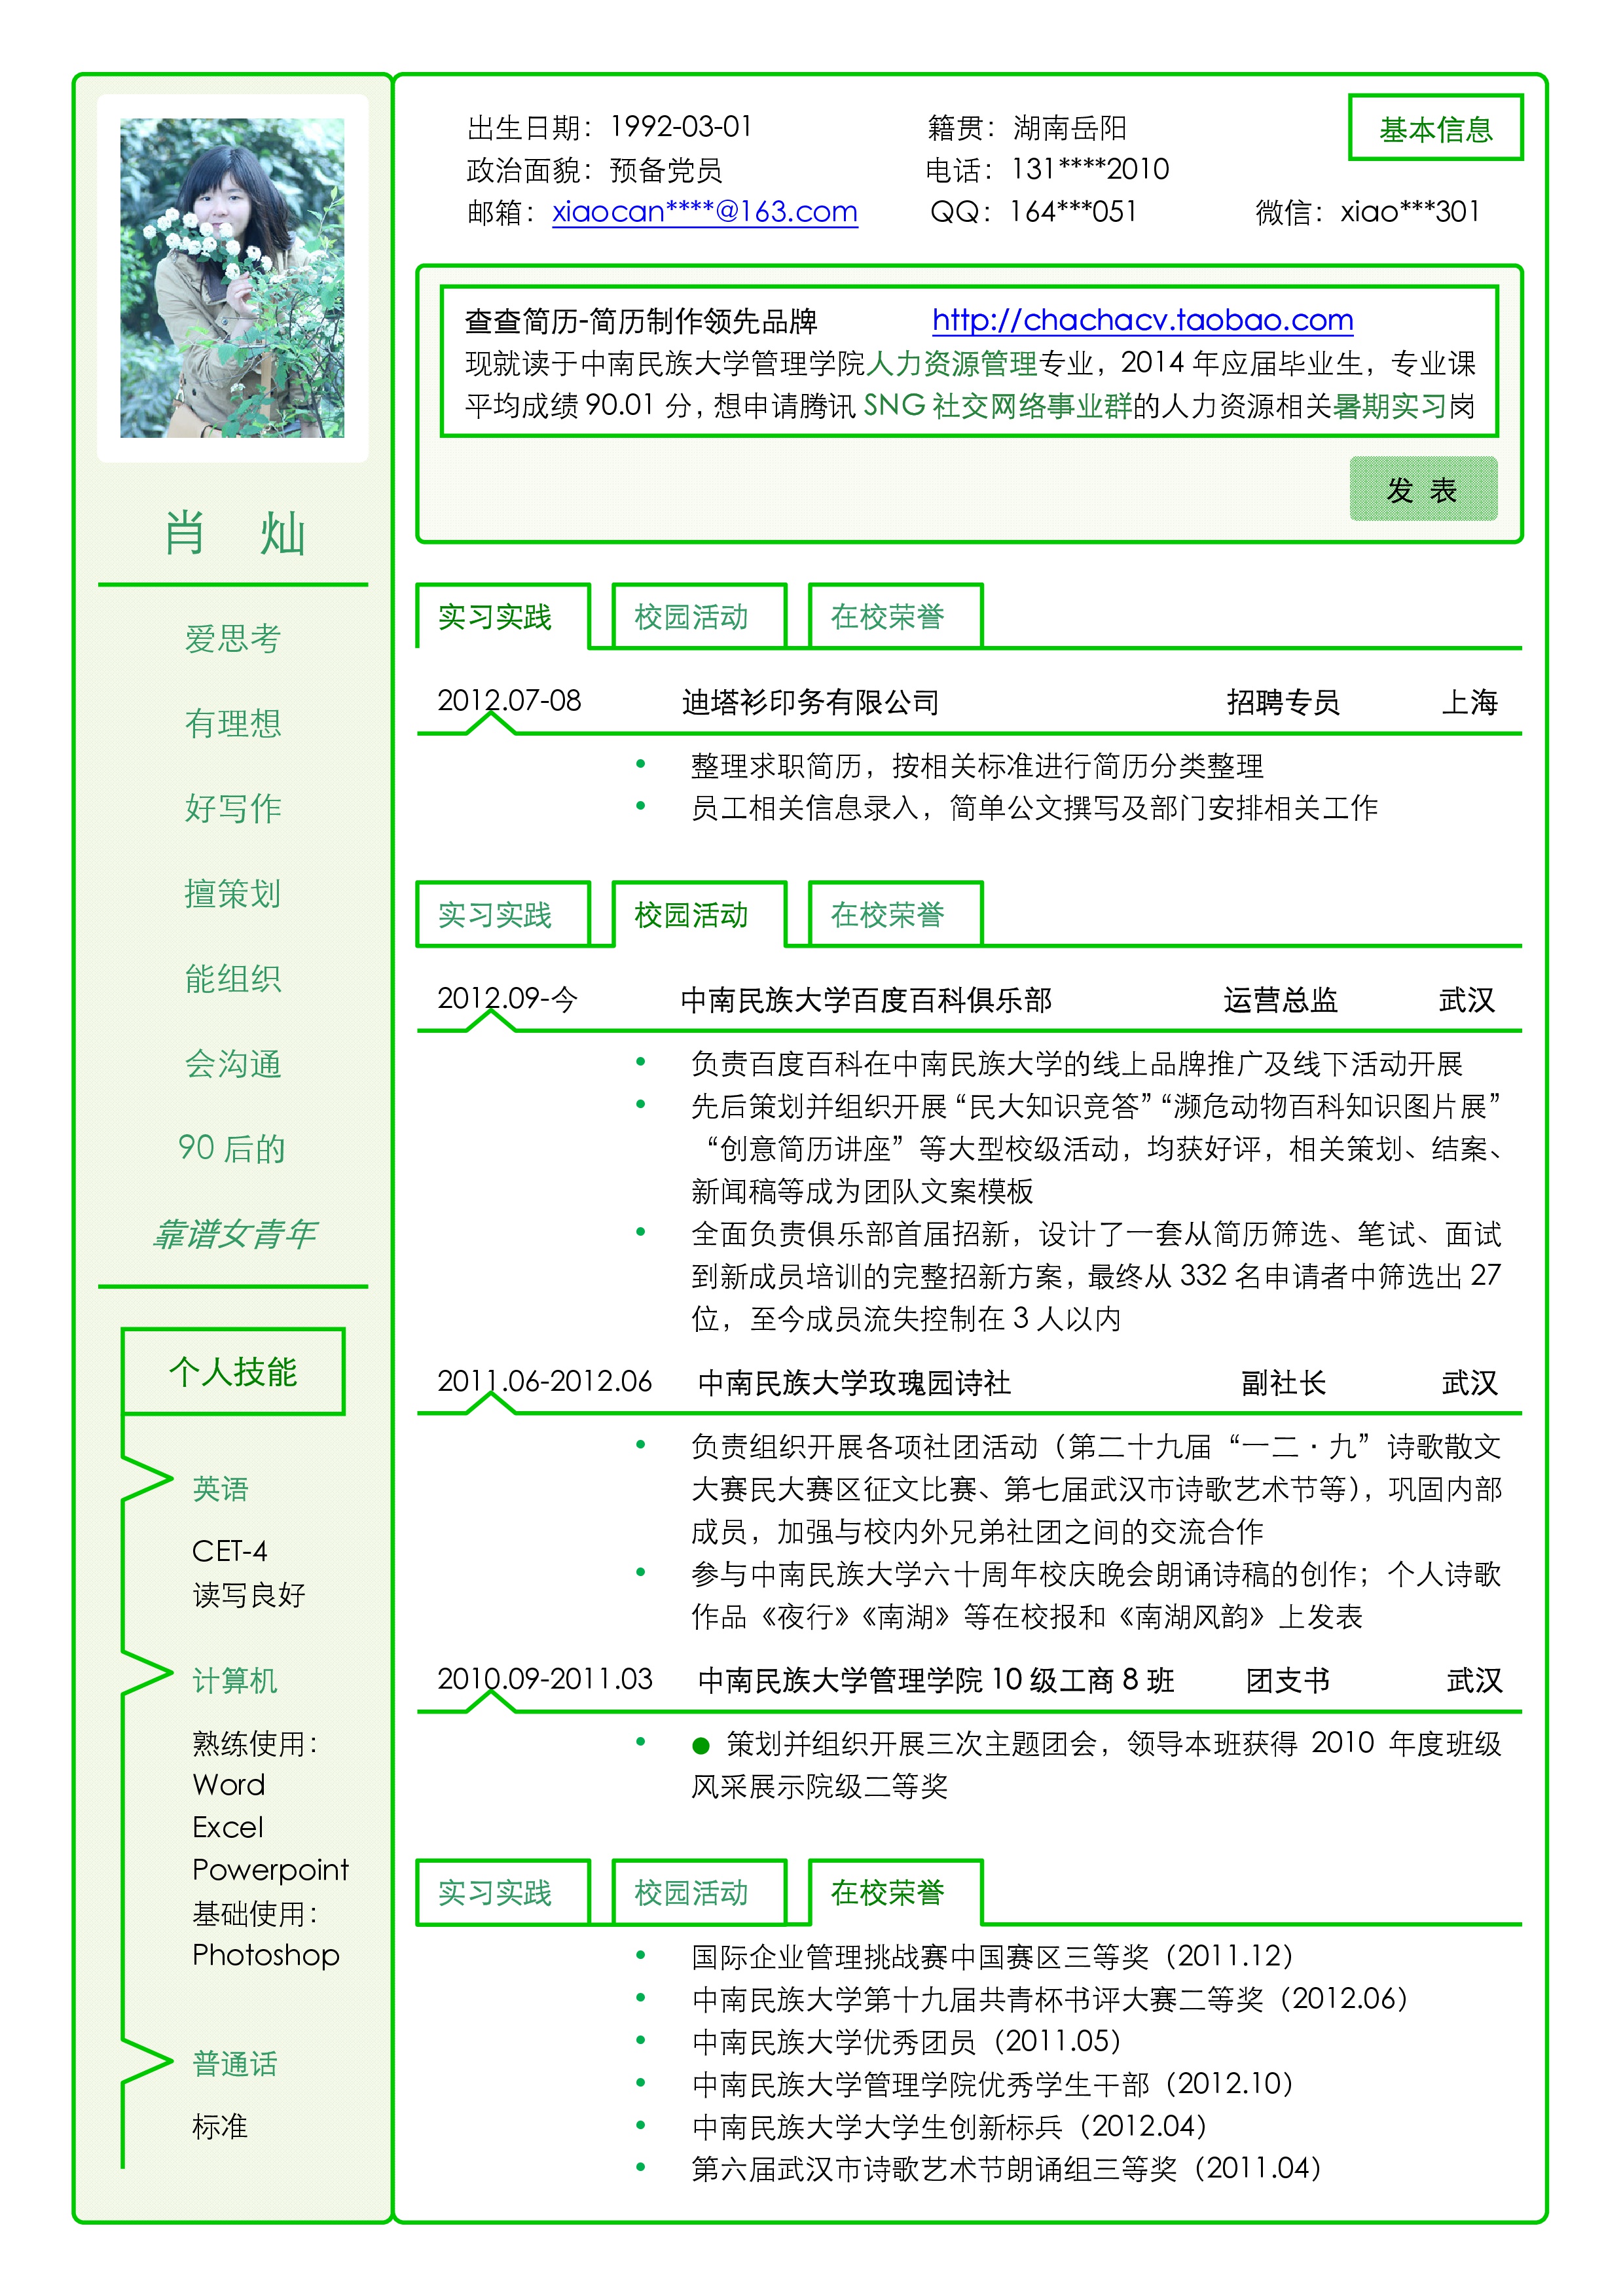 肖 灿
爱思考
有理想
好写作
擅策划
能组织
会沟通
90 后的
靠谱女青年
个人技能
英语
CET-4
读写良好
计算机
熟练使用：
Word
Excel
Powerpoint
基础使用：
Photoshop
普通话
标准
基本信息
出生日期：1992-03-01 籍贯：湖南岳阳
政治面貌：预备党员 电话：131****2010
邮箱：xiaocan****@163.com QQ：164***051 微信：xiao***301
查查简历-简历制作领先品牌 http://chachacv.taobao.com
现就读于中南民族大学管理学院人力资源管理专业，2014 年应届毕业生，专业课
平均成绩 90.01 分，想申请腾讯 SNG 社交网络事业群的人力资源相关暑期实习岗
发 表
实习实践 校园活动 在校荣誉
2012.07-08 迪塔衫印务有限公司 招聘专员 上海
• 整理求职简历，按相关标准进行简历分类整理
• 员工相关信息录入，简单公文撰写及部门安排相关工作
实习实践 校园活动 在校荣誉
2012.09-今 中南民族大学百度百科俱乐部 运营总监 武汉
• 负责百度百科在中南民族大学的线上品牌推广及线下活动开展
• 先后策划并组织开展“民大知识竞答”“濒危动物百科知识图片展”
“创意简历讲座”等大型校级活动，均获好评，相关策划、结案、
新闻稿等成为团队文案模板
• 全面负责俱乐部首届招新，设计了一套从简历筛选、笔试、面试
到新成员培训的完整招新方案，最终从 332 名申请者中筛选出 27
位，至今成员流失控制在 3 人以内
2011.06-2012.06 中南民族大学玫瑰园诗社 副社长 武汉
• 负责组织开展各项社团活动（第二十九届“一二·九”诗歌散文
大赛民大赛区征文比赛、第七届武汉市诗歌艺术节等），巩固内部
成员，加强与校内外兄弟社团之间的交流合作
• 参与中南民族大学六十周年校庆晚会朗诵诗稿的创作；个人诗歌
作品《夜行》《南湖》等在校报和《南湖风韵》上发表
2010.09-2011.03 中南民族大学管理学院 10 级工商 8 班 团支书 武汉
• ● 策划并组织开展三次主题团会，领导本班获得 2010 年度班级
风采展示院级二等奖
实习实践 校园活动 在校荣誉
• 国际企业管理挑战赛中国赛区三等奖（2011.12）
• 中南民族大学第十九届共青杯书评大赛二等奖（2012.06）
• 中南民族大学优秀团员（2011.05）
• 中南民族大学管理学院优秀学生干部（2012.10）
• 中南民族大学大学生创新标兵（2012.04）
• 第六届武汉市诗歌艺术节朗诵组三等奖（2011.04）